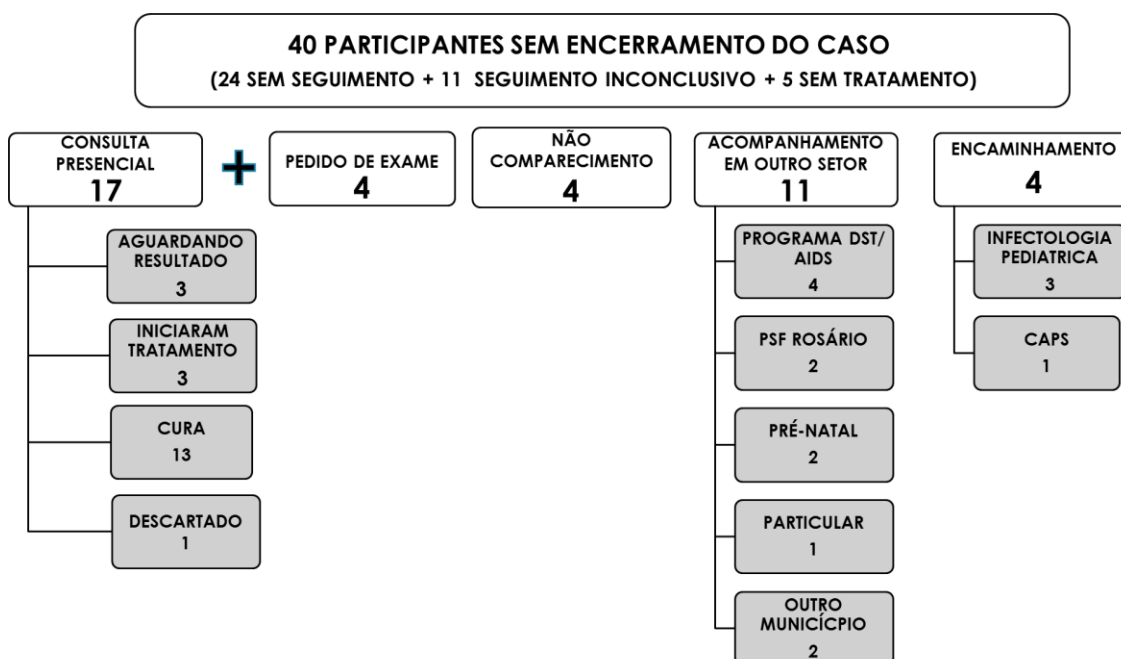 40 PARTICIPANTES SEM ENCERRAMENTO DO CASO
(24 SEM SEGUIMENTO + 11 SEGUIMENTO INCONCLUSIVO + 5 SEM TRATAMENTO)
CONSULTA
PRESENCIAL
17
+
PEDIDO DE EXAME
4
NÃO
COMPARECIMENTO
4
ACOMPANHAMENTO
EM OUTRO SETOR
11
ENCAMINHAMENTO
4
AGUARDANDO
RESULTADO
3
INICIARAM
TRATAMENTO
3
CURA
13
DESCARTADO
1
PROGRAMA DST/
AIDS
4
PSF ROSÁRIO
2
PRÉ-NATAL
2
PARTICULAR
1
OUTRO
MUNICÍCPIO
2
INFECTOLOGIA
PEDIATRICA
3
CAPS
1